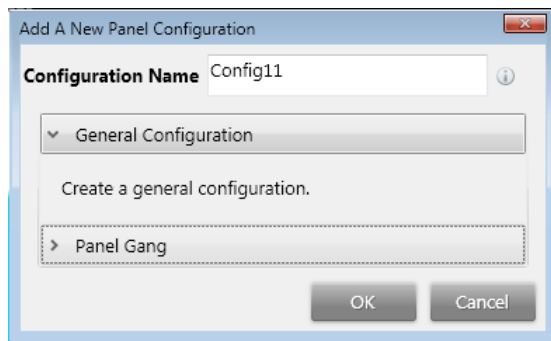 Add A New Panel Configuration
Configuration Name Config11
General Configuration
Create a general configuration.
Panel Gang
OK Cancel